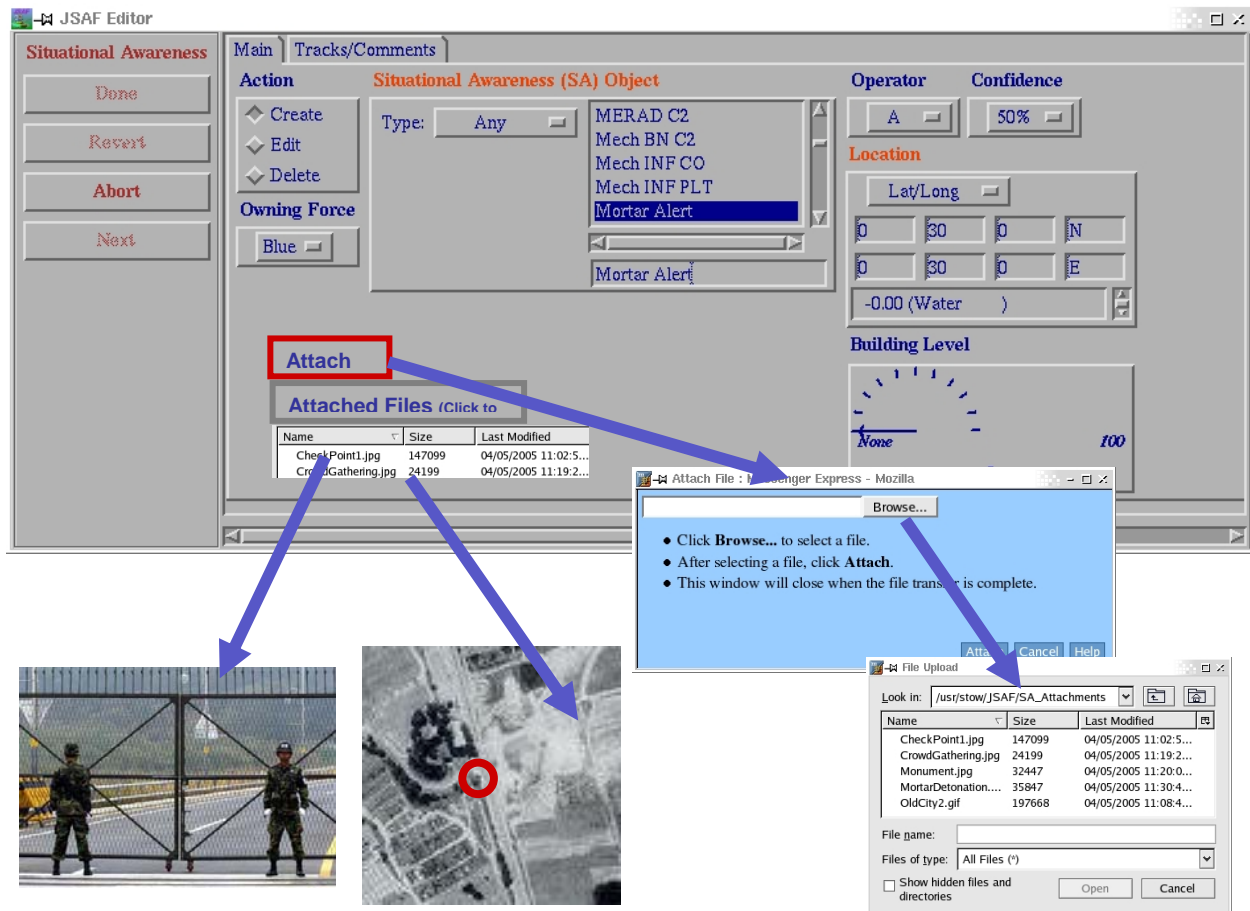 JSAF Editor
Situational Awareness
Done
Revert
Abort
Next
Main
Tracks/Comments
Action
Create
Edit
Delete
Owning Force
Blue
Situational Awareness (SA) Object
Type:
Any
MERAD C2
Mech BN C2
Mech INF CO
Mech INF PLT
Mortar Alert
Mortar Alert
Operator
Confidence
A
50%
Location
Lat/Long
0 30 0 N
0 30 0 E
-0.00 (Water )
Building Level
None
100
Attach
Attached Files (Click to
Name Size Last Modified
CheckPoint1.jpg 147099 04/05/2005 11:02:5...
CrowdGathering.jpg 24199 04/05/2005 11:19:2...
Attach File : Messenger Express - Mozilla
Browse...
Click Browse... to select a file.
After selecting a file, click Attach.
This window will close when the file transfer is complete.
Attach Cancel Help
File Upload
Look in: /usr/stow/JSAF/SA_Attachments
Name Size Last Modified
CheckPoint1.jpg 147099 04/05/2005 11:02:5...
CrowdGathering.jpg 24199 04/05/2005 11:19:2...
Monument.jpg 32447 04/05/2005 11:20:0...
MortarDetonation.... 35847 04/05/2005 11:30:4...
OldCity2.gif 197668 04/05/2005 11:08:4...
File name:
Files of type: All Files (*)
Show hidden files and
directories
Open
Cancel